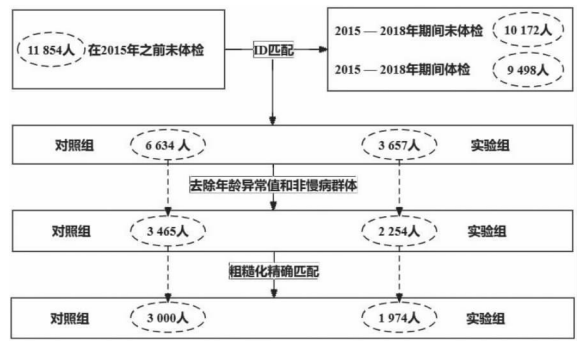 11 854人 在2015年之前未体检
ID匹配
2015 — 2018年期间未体检 10 172人
2015 — 2018年期间体检 9 498人
对照组 6 634 人 3 657人 实验组
去除年龄异常值和非慢病群体
对照组 3 465人 2 254人 实验组
粗糙化精确匹配
对照组 3 000人 1 974人 实验组